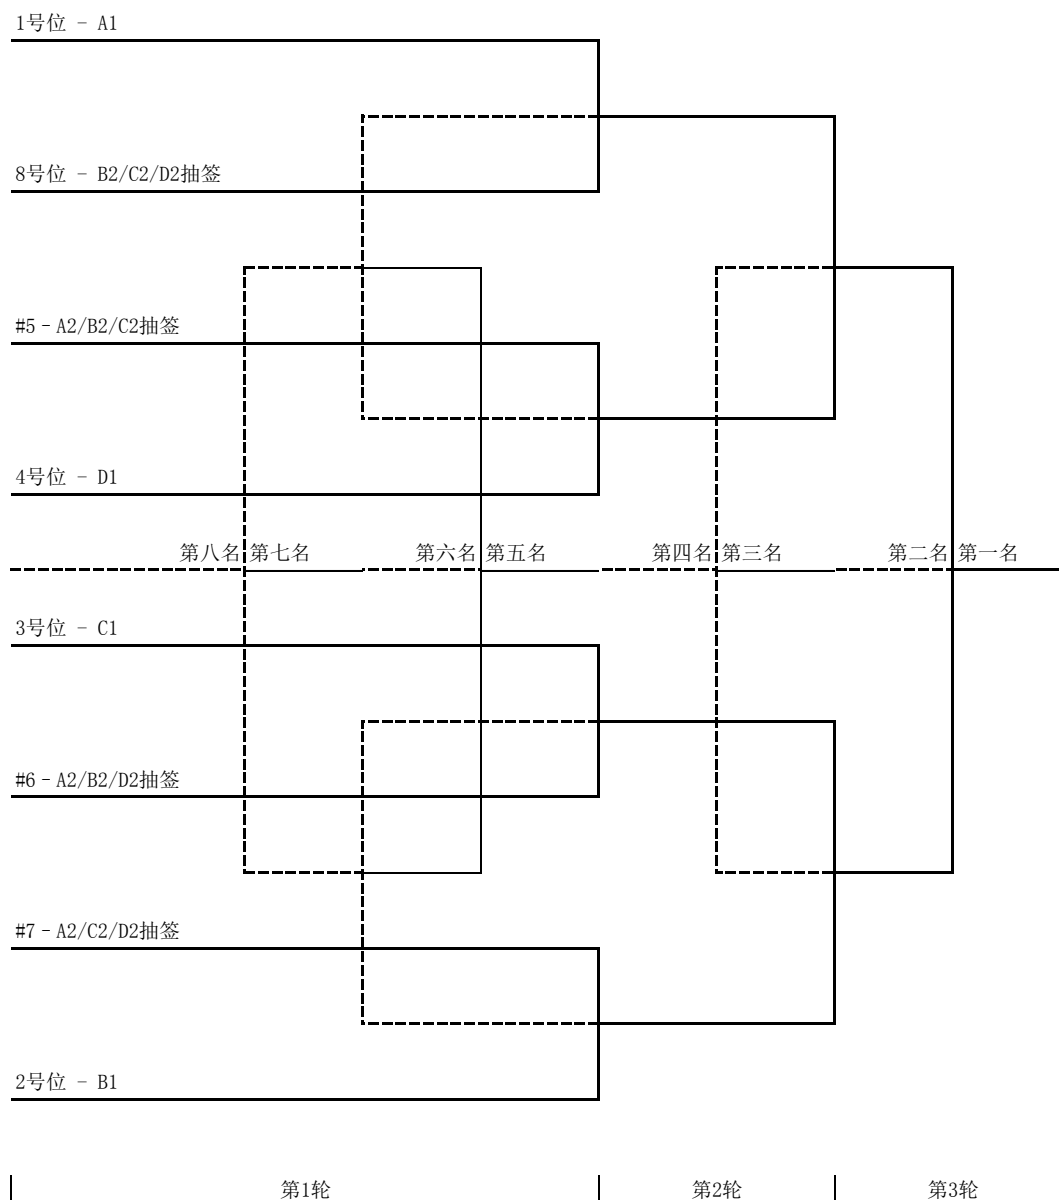 1号位 - A1
8号位 - B2/C2/D2抽签
#5 - A2/B2/C2抽签
4号位 - D1
第八名 第七名 第六名 第五名 第四名 第三名 第二名 第一名
3号位 - C1
#6 - A2/B2/D2抽签
#7 - A2/C2/D2抽签
2号位 - B1
第1轮 第2轮 第3轮